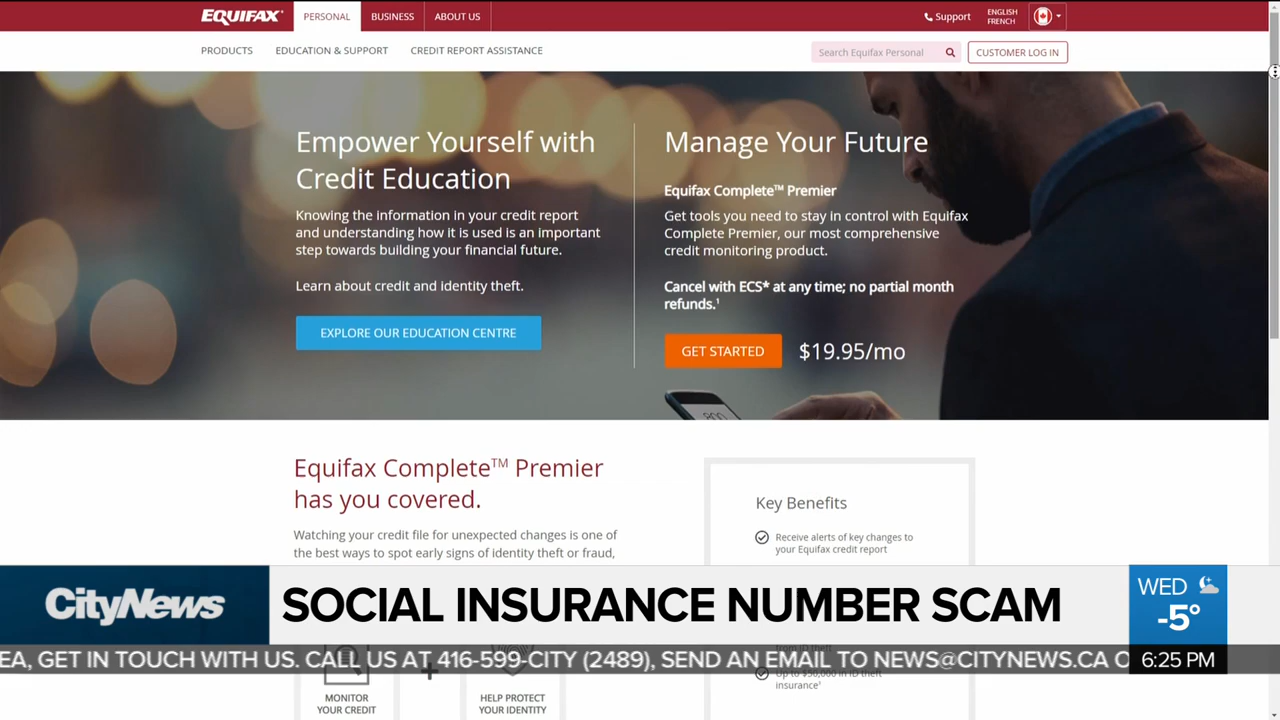 EQUIFAX
PERSONAL
BUSINESS
ABOUT US
Support
ENGLISH
FRENCH
PRODUCTS
EDUCATION & SUPPORT
CREDIT REPORT ASSISTANCE
Search Equifax Personal
CUSTOMER LOG IN
Empower Yourself with
Credit Education
Knowing the information in your credit report
and understanding how it is used is an important
step towards building your financial future.
Learn about credit and identity theft.
EXPLORE OUR EDUCATION CENTRE
Manage Your Future
Equifax Complete™ Premier
Get tools you need to stay in control with Equifax
Complete Premier, our most comprehensive
credit monitoring product.
Cancel with ECS* at any time; no partial month
refunds.¹
GET STARTED
$19.95/mo
Equifax Complete™ Premier
has you covered.
Watching your credit file for unexpected changes is one of
the best ways to spot early signs of identity theft or fraud,
Key Benefits
Receive alerts of key changes to
your Equifax credit report
CityNews
SOCIAL INSURANCE NUMBER SCAM
WED
-5°
EA, GET IN TOUCH WITH US. CALL US AT 416-599-CITY (2489), SEND AN EMAIL TO NEWS@CITYNEWS.CA O
6:25 PM
Up to $50,000 in ID theft
insurance
MONITOR
YOUR CREDIT
HELP PROTECT
YOUR IDENTITY